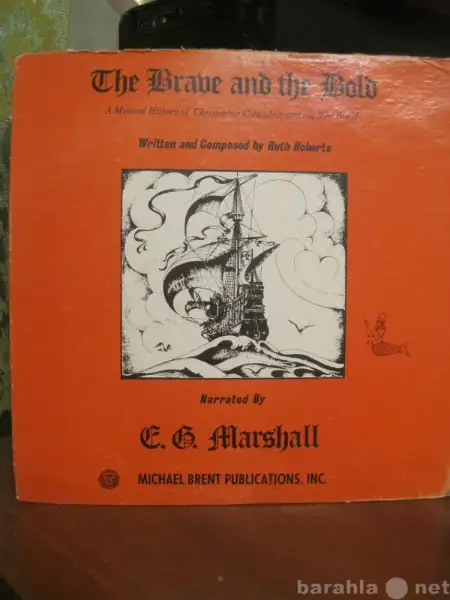 The Brave and the Bold
A Musical History of Christopher Columbus and the New World
Written and Composed by Ruth Roberts
Narrated By
E. G. Marshall
MICHAEL BRENT PUBLICATIONS, INC.
barahla net